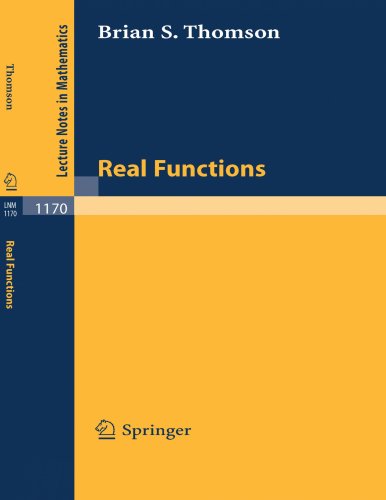 Thomson
LNM
1170
Real Functions
Lecture Notes in Mathematics
1170
Brian S. Thomson
Real Functions
Springer